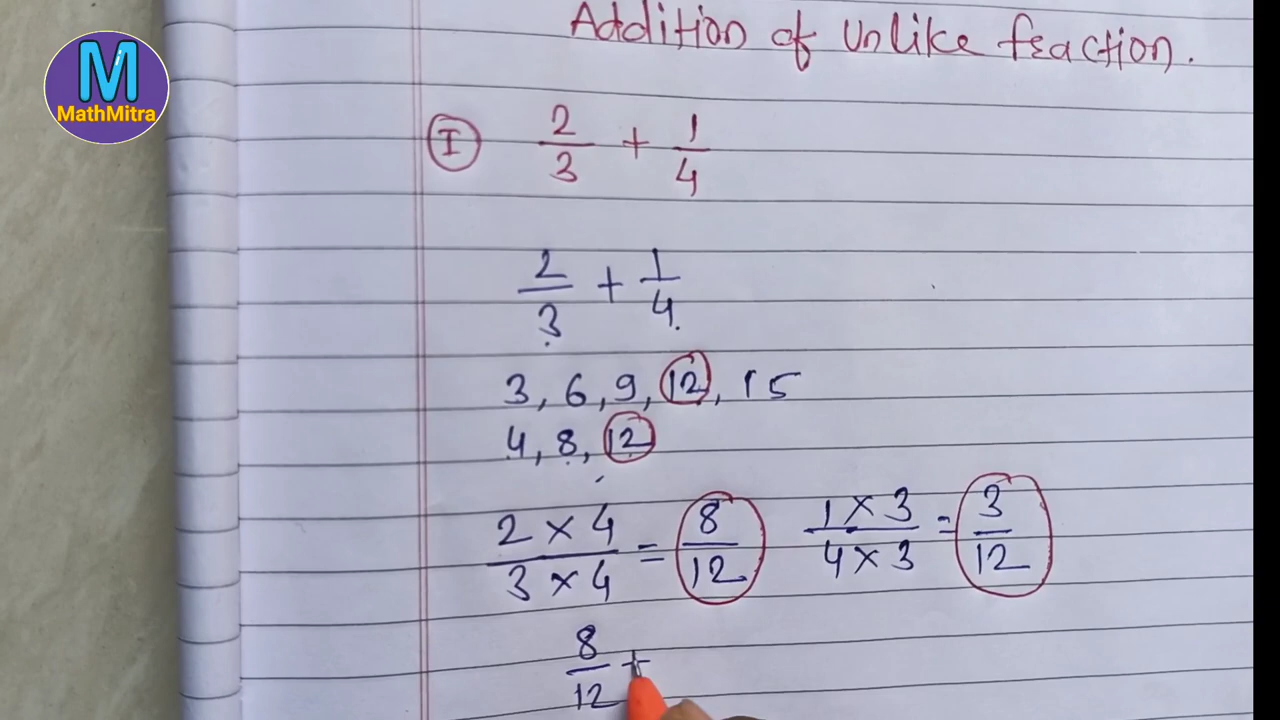 M
MathMitra
Addition of Unlike fraction.
I 2/3 + 1/4
2/3 + 1/4
3, 6, 9, 12, 15
4, 8, 12
2 × 4 / 3 × 4 = 8/12 1 × 3 / 4 × 3 = 3/12
8/12 +